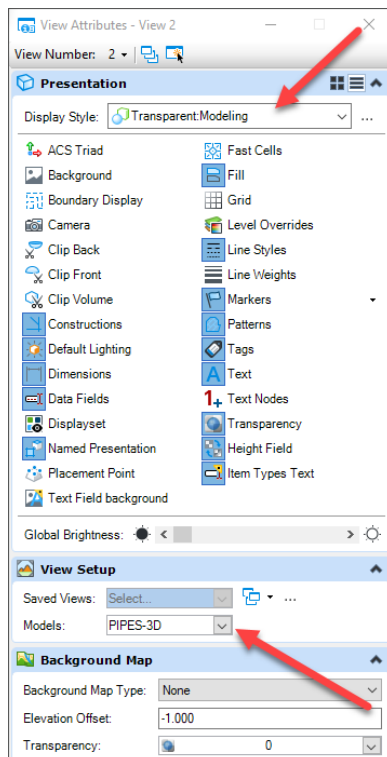 View Attributes - View 2
View Number: 2
Presentation
Display Style: Transparent:Modeling ...
ACS Triad Fast Cells
Background Fill
Boundary Display Grid
Camera Level Overrides
Clip Back Line Styles
Clip Front Line Weights
Clip Volume Markers
Constructions Patterns
Default Lighting Tags
Dimensions Text
Data Fields Text Nodes
Displayset Transparency
Named Presentation Height Field
Placement Point Item Types Text
Text Field background
Global Brightness:
View Setup
Saved Views: Select... ...
Models: PIPES-3D
Background Map
Background Map Type: None
Elevation Offset: -1.000
Transparency: 0